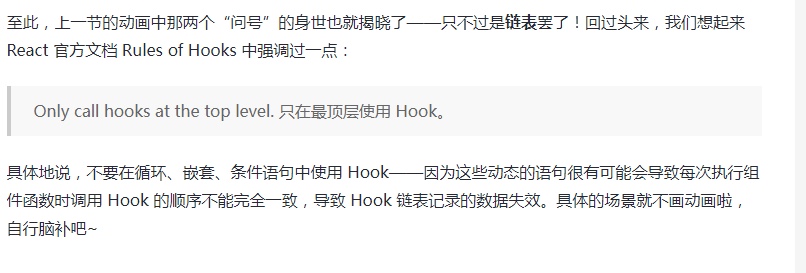 至此，上一节的动画中那两个“问号”的身世也就揭晓了——只不过是链表罢了！回过头来，我们想起来
React 官方文档 Rules of Hooks 中强调过一点：
Only call hooks at the top level. 只在最顶层使用 Hook。
具体地说，不要在循环、嵌套、条件语句中使用 Hook——因为这些动态的语句很有可能会导致每次执行组
件函数时调用 Hook 的顺序不能完全一致，导致 Hook 链表记录的数据失效。具体的场景就不画动画啦，
自行脑补吧~